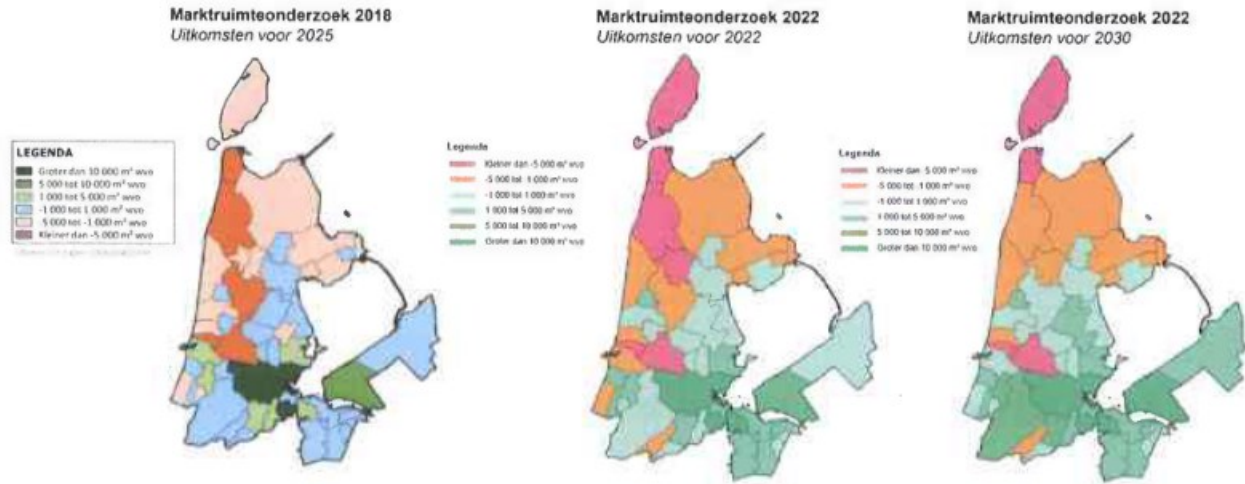 Marktruimteonderzoek 2018
Uitkomsten voor 2025
LEGENDA
Groter dan 10 000 m² wvo
5 000 tot 10 000 m² wvo
1 000 tot 5 000 m² wvo
-1 000 tot 1 000 m² wvo
5 000 tot -1 000 m² wvo
Kleiner dan -5 000 m² wvo
Marktruimteonderzoek 2022
Uitkomsten voor 2022
Legenda
Kleiner dan -5 000 m² wvo
-5 000 tot 1 000 m² wvo
-1 000 tot 1 000 m² wvo
1 000 tot 5 000 m² wvo
5 000 tot 10 000 m² wvo
Groter dan 10 000 m² wvo
Marktruimteonderzoek 2022
Uitkomsten voor 2030
Legenda
Kleiner dan 5 000 m² wvo
-5 000 tot 1 000 m² wvo
-1 000 tot 1 000 m² wvo
1 000 tot 5 000 m² wvo
5 000 tot 10 000 m² wvo
Groter dan 10 000 m² wvo